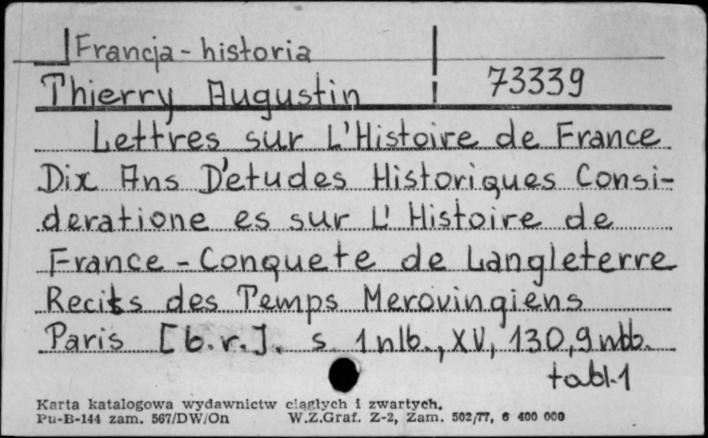 Francja - historia
Thierry Augustin 73339
Lettres sur L'Histoire de France
Dix Ans D'etudes Historiques Consi-
deratione es sur L' Histoire de
France - Conquete de Langleterre
Recits des Temps Merovingiens
Paris [b.r.]. s. 1 nlb., XV, 130, 9 nlb.
tabl. 1
Karta katalogowa wydawnictw ciągłych i zwartych.
Pu-B-144 zam. 567/DW/On W.Z.Graf. Z-2, Zam. 502/77, 6 400 000